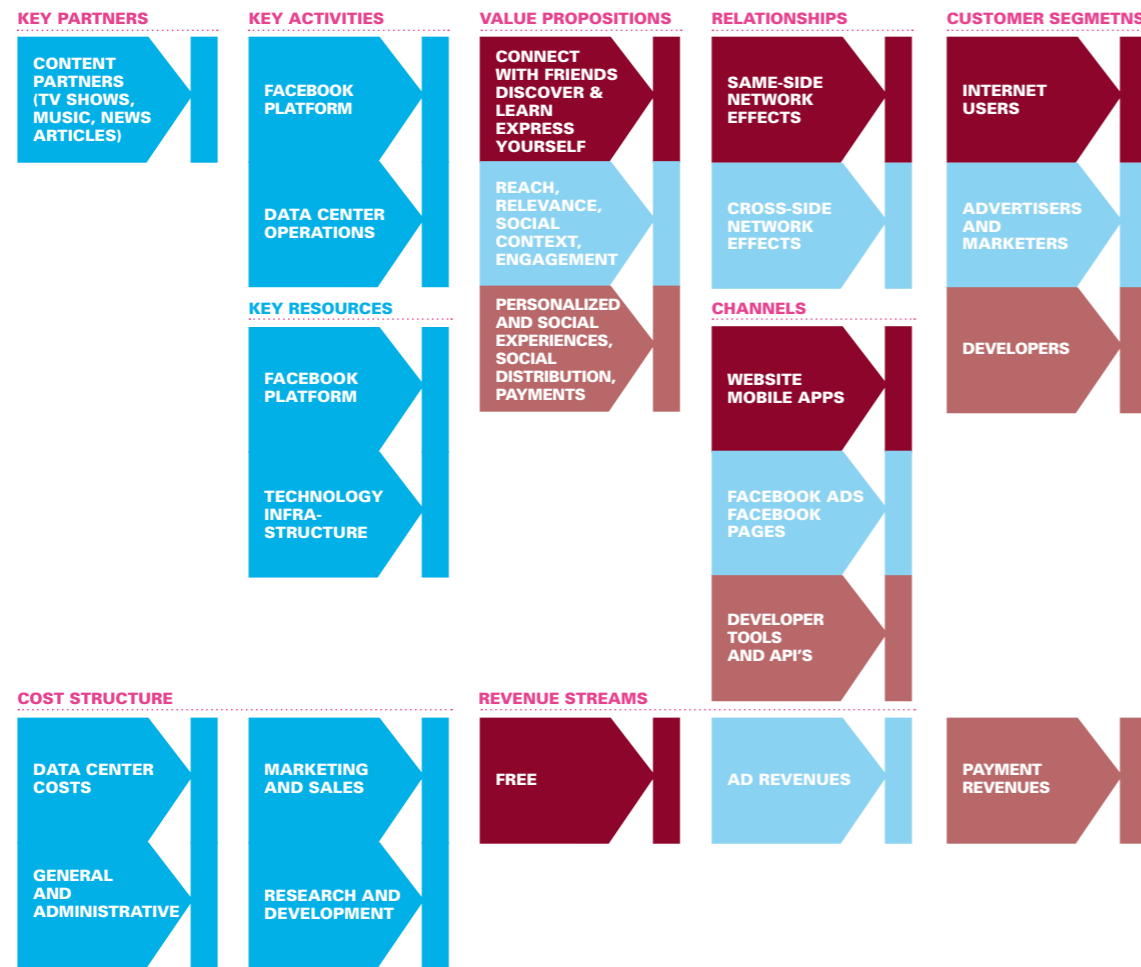 KEY PARTNERS
CONTENT
PARTNERS
(TV SHOWS,
MUSIC, NEWS
ARTICLES)
KEY ACTIVITIES
FACEBOOK
PLATFORM
DATA CENTER
OPERATIONS
KEY RESOURCES
FACEBOOK
PLATFORM
TECHNOLOGY
INFRA-
STRUCTURE
VALUE PROPOSITIONS
CONNECT
WITH FRIENDS
DISCOVER &
LEARN
EXPRESS
YOURSELF
REACH,
RELEVANCE,
SOCIAL
CONTEXT,
ENGAGEMENT
PERSONALIZED
AND SOCIAL
EXPERIENCES,
SOCIAL
DISTRIBUTION,
PAYMENTS
RELATIONSHIPS
SAME-SIDE
NETWORK
EFFECTS
CROSS-SIDE
NETWORK
EFFECTS
CHANNELS
WEBSITE
MOBILE APPS
FACEBOOK ADS
FACEBOOK
PAGES
DEVELOPER
TOOLS
AND API'S
CUSTOMER SEGMETNS
INTERNET
USERS
ADVERTISERS
AND
MARKETERS
DEVELOPERS
COST STRUCTURE
DATA CENTER
COSTS
MARKETING
AND SALES
GENERAL
AND
ADMINISTRATIVE
RESEARCH AND
DEVELOPMENT
REVENUE STREAMS
FREE
AD REVENUES
PAYMENT
REVENUES